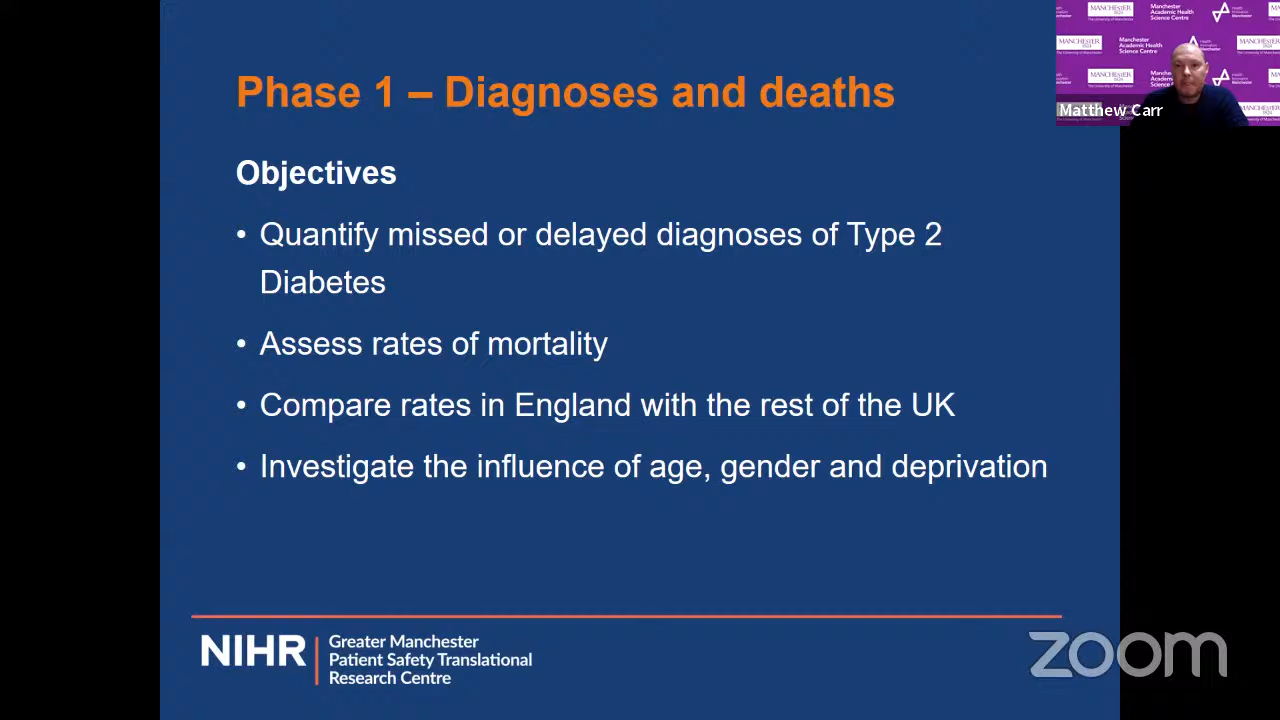 Phase 1 – Diagnoses and deaths
Objectives
• Quantify missed or delayed diagnoses of Type 2
Diabetes
• Assess rates of mortality
• Compare rates in England with the rest of the UK
• Investigate the influence of age, gender and deprivation
NIHR
Greater Manchester
Patient Safety Translational
Research Centre
zoom
Matthew Carr
MANCHESTER
1824
The University of Manchester
Manchester
Academic Health
Science Centre